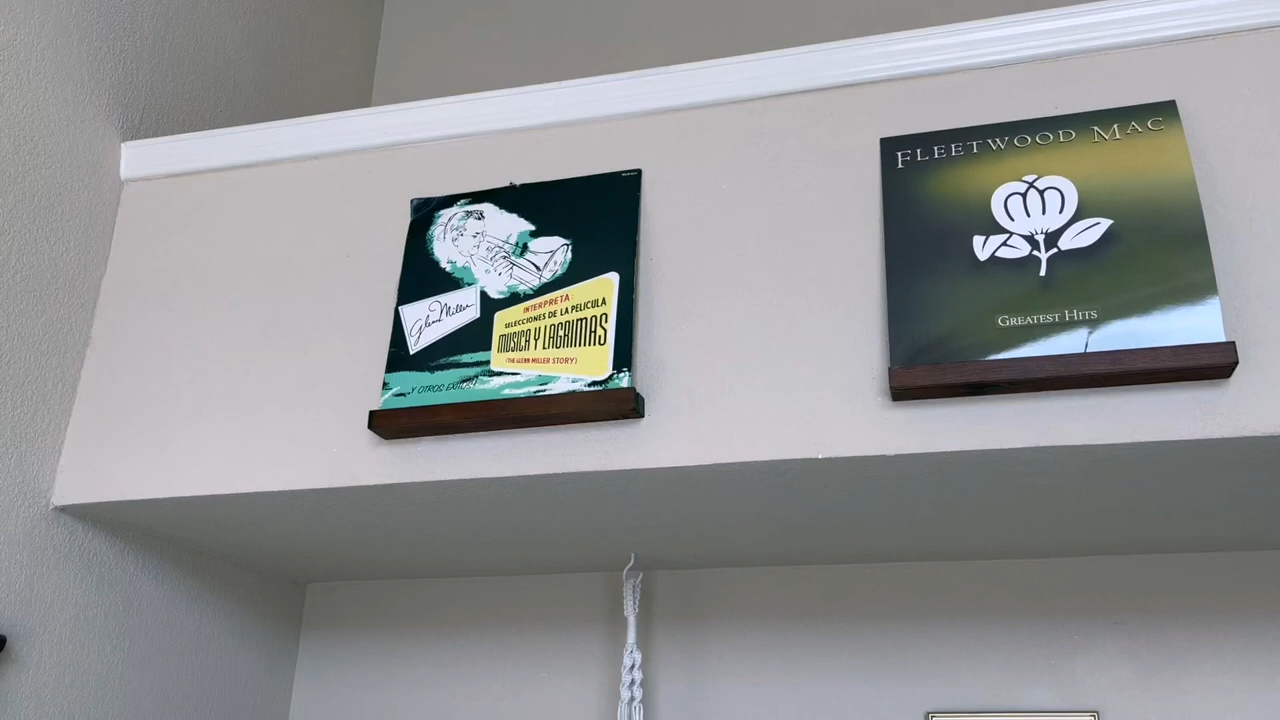 Glenn Miller
INTERPRETA:
SELECCIONES DE LA PELICULA
MUSICA Y LAGRIMAS
(THE GLENN MILLER STORY)
...Y OTROS EXITOS!
FLEETWOOD MAC
GREATEST HITS